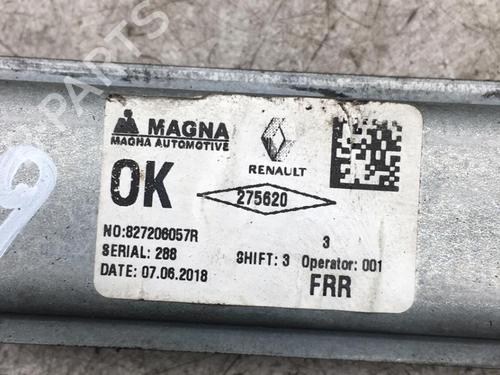 PARTS
MAGNA
MAGNA AUTOMOTIVE
RENAULT
OK
275620
NO:827206057R
SERIAL: 288
DATE: 07.06.2018
SHIFT: 3
3
Operator: 001
FRR